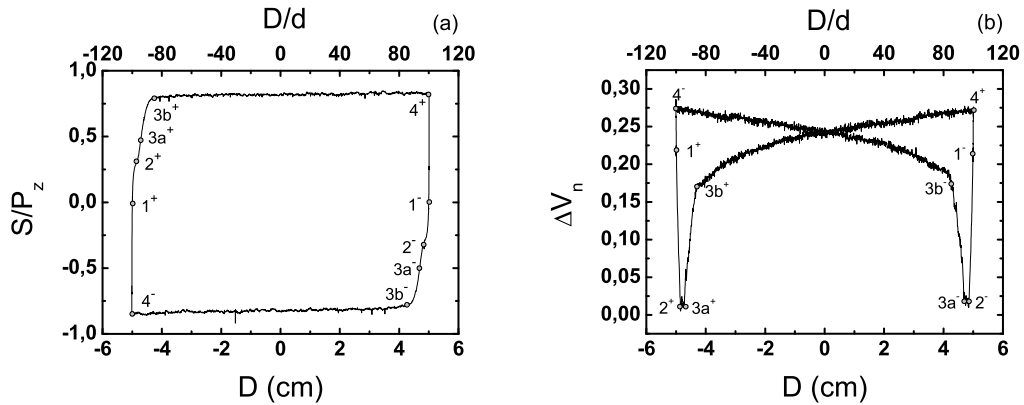 D/d
(a)
-120 -80 -40 0 40 80 120
1,0
0,5
0,0
-0,5
-1,0
S/Pz
3b+
3a+
2+
1+
4-
4+
1-
2-
3a-
3b-
-6 -4 -2 0 2 4 6
D (cm)
D/d
(b)
-120 -80 -40 0 40 80 120
0,30
0,25
0,20
0,15
0,10
0,05
0,00
ΔVn
4-
1+
3b+
2+ 3a+
4+
1-
3b-
3a- 2-
-6 -4 -2 0 2 4 6
D (cm)